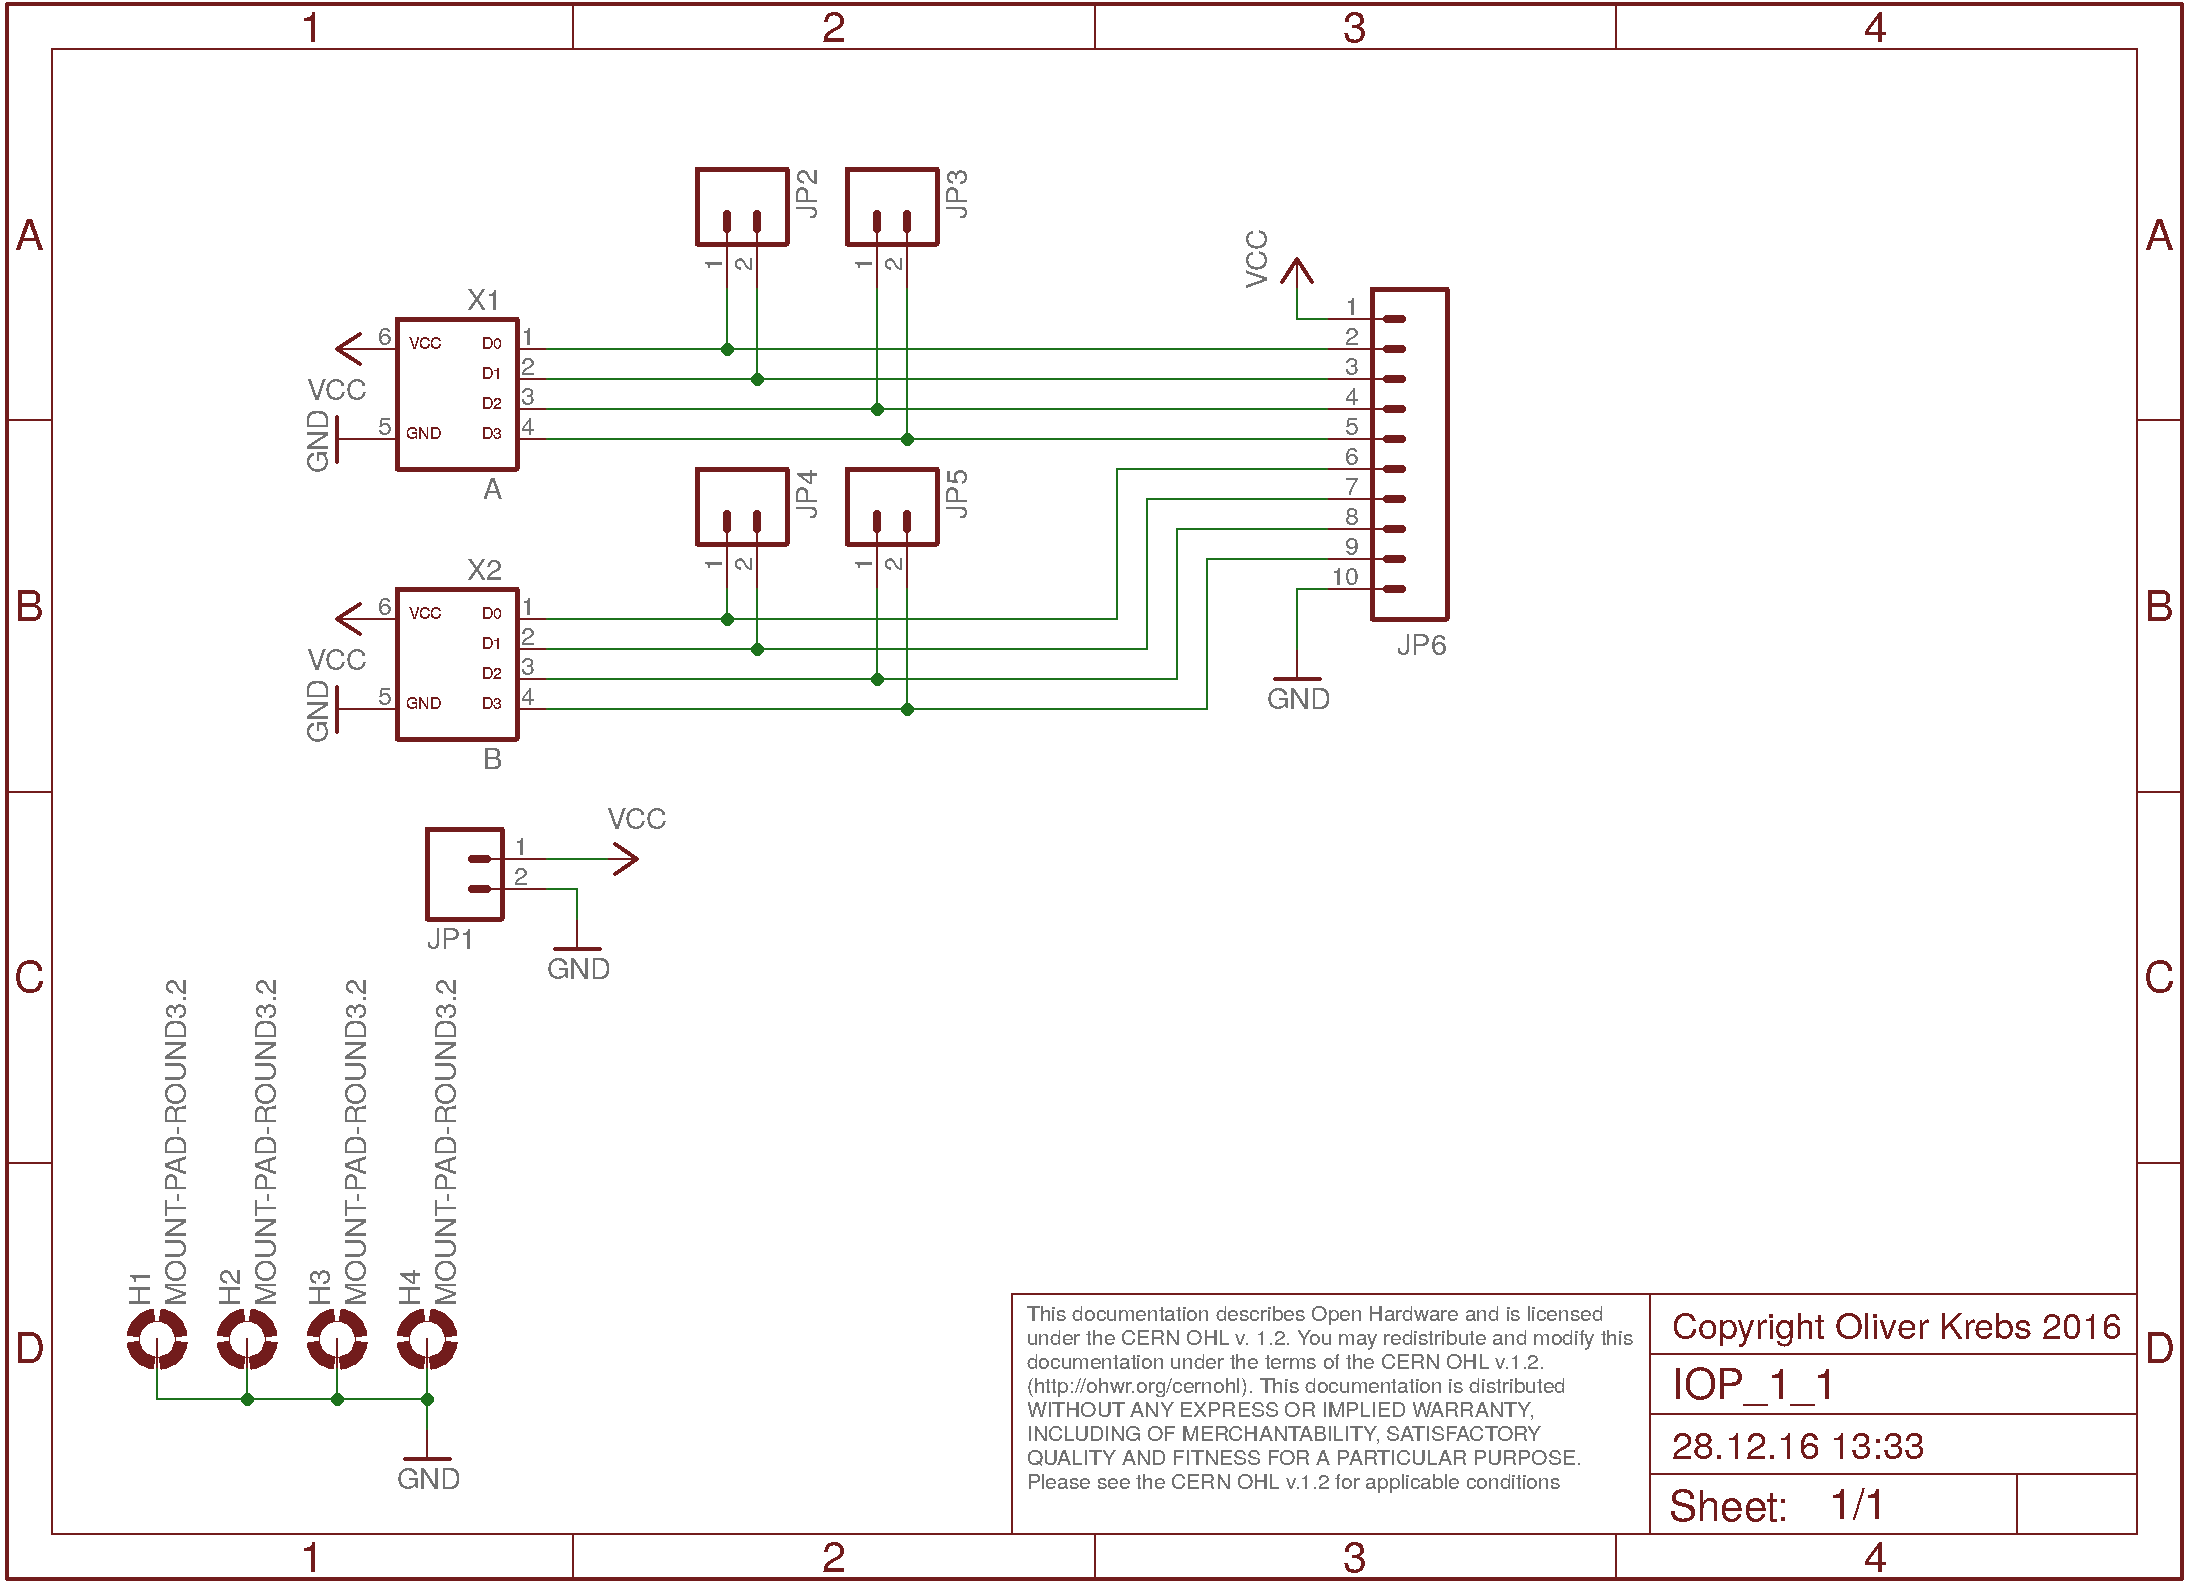 1 2 3 4
A A
JP2 JP3
1 2 1 2
VCC
X1
6 VCC D0 1
D1 2
D2 3
VCC
5 GND D3 4
GND
A
1
2
3
4
5
6
7
8
9
10
JP6
GND
JP4 JP5
1 2 1 2
B B
X2
6 VCC D0 1
D1 2
D2 3
VCC
5 GND D3 4
GND
B
VCC
1
2
JP1
GND
C C
MOUNT-PAD-ROUND3.2
MOUNT-PAD-ROUND3.2
MOUNT-PAD-ROUND3.2
MOUNT-PAD-ROUND3.2
H1 H2 H3 H4
GND
D D
This documentation describes Open Hardware and is licensed
under the CERN OHL v. 1.2. You may redistribute and modify this
documentation under the terms of the CERN OHL v.1.2.
(http://ohwr.org/cernohl). This documentation is distributed
WITHOUT ANY EXPRESS OR IMPLIED WARRANTY,
INCLUDING OF MERCHANTABILITY, SATISFACTORY
QUALITY AND FITNESS FOR A PARTICULAR PURPOSE.
Please see the CERN OHL v.1.2 for applicable conditions
Copyright Oliver Krebs 2016
IOP_1_1
28.12.16 13:33
Sheet: 1/1
1 2 3 4